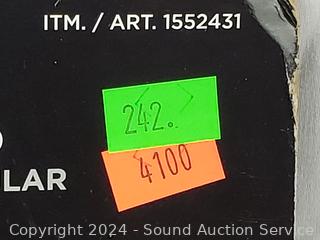 ITM. / ART. 1552431
242.
4100
LAR
Copyright 2024 - Sound Auction Service